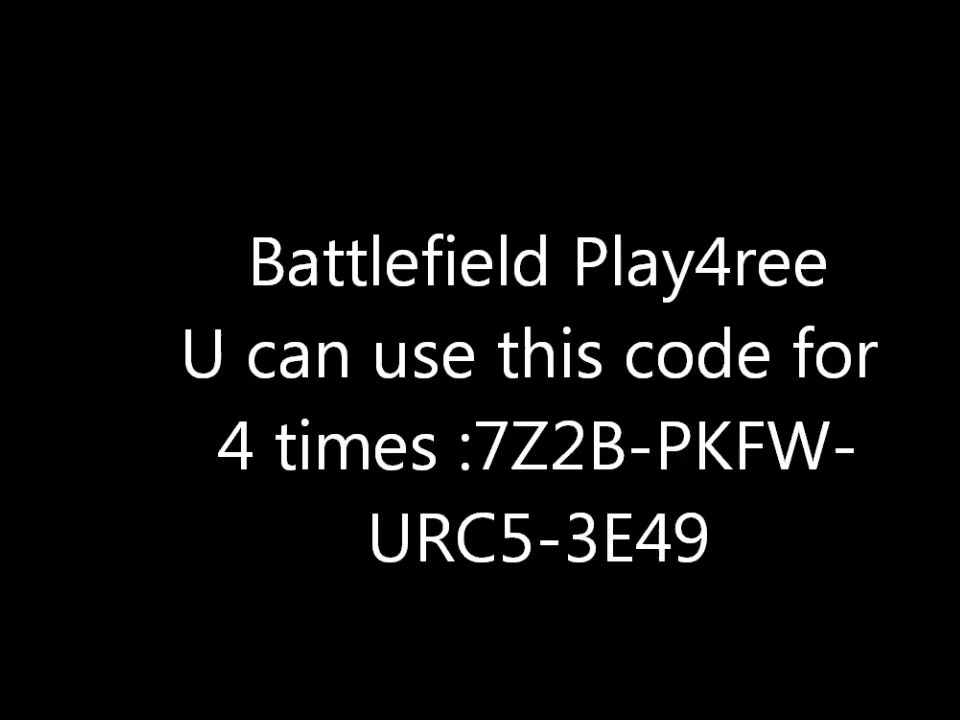 Battlefield Play4ree
U can use this code for
4 times :7Z2B-PKFW-
URC5-3E49